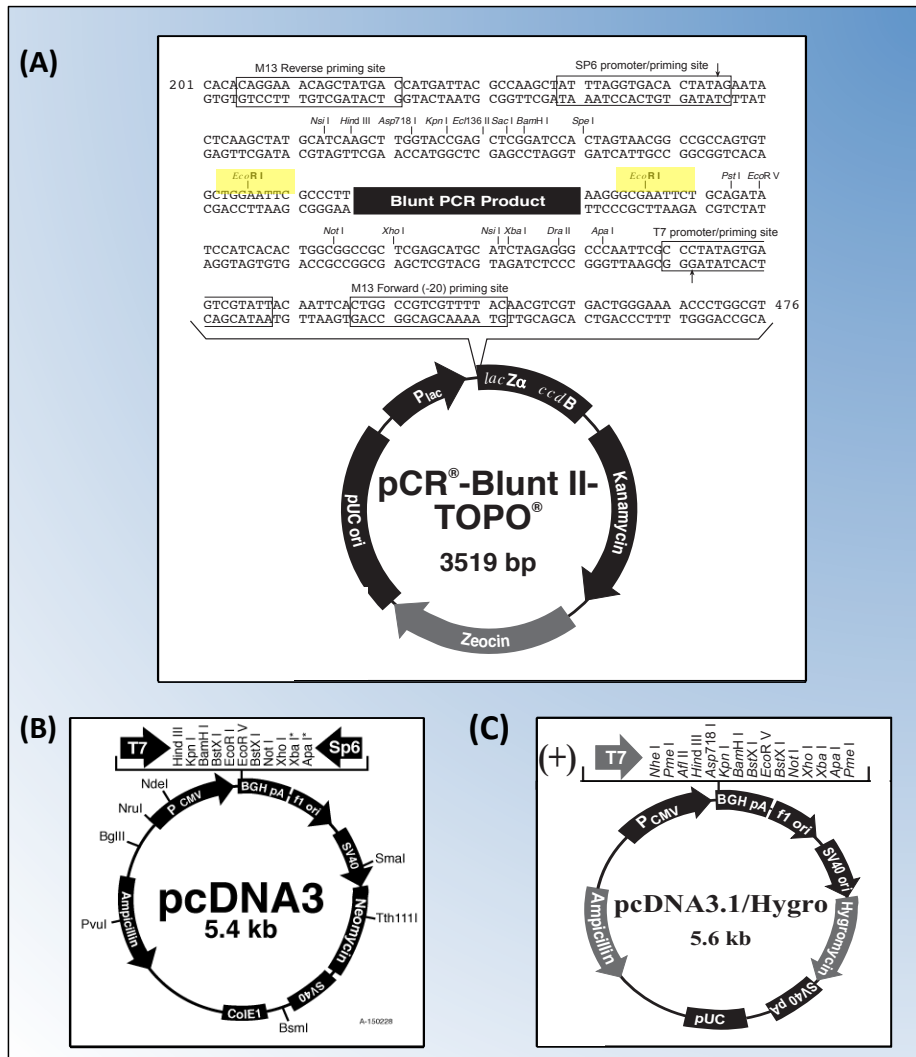 (A)
M13 Reverse priming site
SP6 promoter/priming site
201 CACACAGGAA ACAGCTATGAC CATGATTAC GCCAAGCTAT TTAGGTGACA CTATAGAATA
GTGTGTCCTT TGTCGATACTG GTACTAATG CGGTTCGATA AATCCACTGT GATATCTTAT
Nsi I Hind III Asp718 I Kpn I Ecl136 II Sac I BamH I Spe I
CTCAAGCTAT GCATCAAGCT TGGTACCGAG CTCGGATCCA CTAGTAACGG CCGCCAGTGT
GAGTTCGATA CGTAGTTCGA ACCATGGCTC GAGCCTAGGT GATCATTGCC GGCGGTCACA
EcoR I EcoR I Pst I EcoR V
GCTGGAATTC GCCCTT Blunt PCR Product AAGGGCGAATTCT GCAGATA
CGACCTTAAG CGGGAA TTCCCGCTTAAGA CGTCTAT
Not I Xho I Nsi I Xba I Dra II Apa I T7 promoter/priming site
TCCATCACAC TGGCGGCCGC TCGAGCATGC ATCTAGAGGG CCCAATTCGC CCTATAGTGA
AGGTAGTGTG ACCGCCGGCG AGCTCGTACG TAGATCTCCC GGGTTAAGCG GGATATCACT
M13 Forward (-20) priming site
GTCGTATTAC AATTCACTGG CCGTCGTTTT ACAACGTCGT GACTGGGAAA ACCCTGGCGT 476
CAGCATAATG TTAAGTGACC GGCAGCAAAA TGTTGCAGCA CTGACCCTTT TGGGACCGCA
Plac
lacZα ccdB
Kanamycin
Zeocin
pUC ori
pCR®-Blunt II-
TOPO®
3519 bp
(B)
T7
Hind III
Kpn I
BamH I
BstX I
EcoR I
EcoR V
BstX I
Not I
Xho I
Xba I*
Apa I*
Sp6
NdeI
NruI
BglII
PvuI
P CMV
BGH pA
f1 ori
SV40
SmaI
Neomycin
Tth111I
SV40
BsmI
ColE1
Ampicillin
pcDNA3
5.4 kb
A-150228
(C)
(+)
T7
Nhe I
Pme I
Afl II
Hind III
Asp718 I
Kpn I
BamH I
BstX I
EcoR V
BstX I
Not I
Xho I
Xba I
Apa I
Pme I
PCMV
BGH pA
f1 ori
SV40 ori
Hygromycin
SV40 pA
pUC
Ampicillin
pcDNA3.1/Hygro
5.6 kb